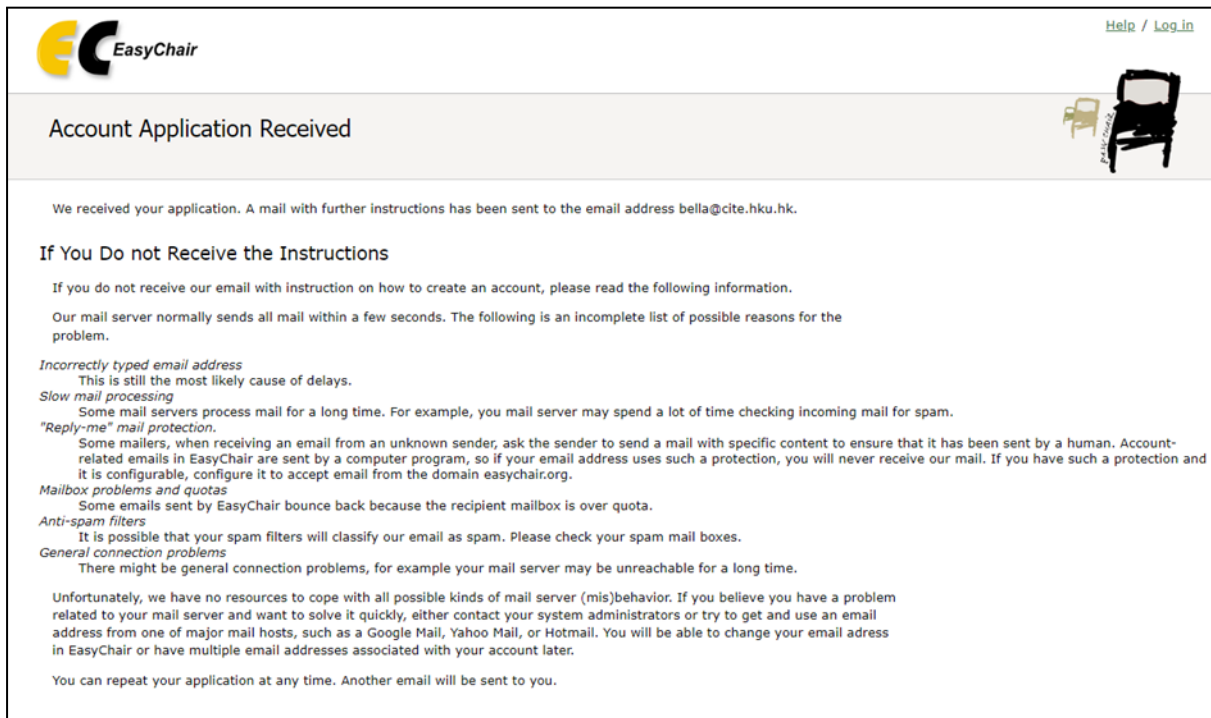 Help / Log in
EC EasyChair
Account Application Received
easy chair
We received your application. A mail with further instructions has been sent to the email address bella@cite.hku.hk.
If You Do not Receive the Instructions
If you do not receive our email with instruction on how to create an account, please read the following information.
Our mail server normally sends all mail within a few seconds. The following is an incomplete list of possible reasons for the
problem.
Incorrectly typed email address
This is still the most likely cause of delays.
Slow mail processing
Some mail servers process mail for a long time. For example, you mail server may spend a lot of time checking incoming mail for spam.
"Reply-me" mail protection.
Some mailers, when receiving an email from an unknown sender, ask the sender to send a mail with specific content to ensure that it has been sent by a human. Account-
related emails in EasyChair are sent by a computer program, so if your email address uses such a protection, you will never receive our mail. If you have such a protection and
it is configurable, configure it to accept email from the domain easychair.org.
Mailbox problems and quotas
Some emails sent by EasyChair bounce back because the recipient mailbox is over quota.
Anti-spam filters
It is possible that your spam filters will classify our email as spam. Please check your spam mail boxes.
General connection problems
There might be general connection problems, for example your mail server may be unreachable for a long time.
Unfortunately, we have no resources to cope with all possible kinds of mail server (mis)behavior. If you believe you have a problem
related to your mail server and want to solve it quickly, either contact your system administrators or try to get and use an email
address from one of major mail hosts, such as a Google Mail, Yahoo Mail, or Hotmail. You will be able to change your email adress
in EasyChair or have multiple email addresses associated with your account later.
You can repeat your application at any time. Another email will be sent to you.